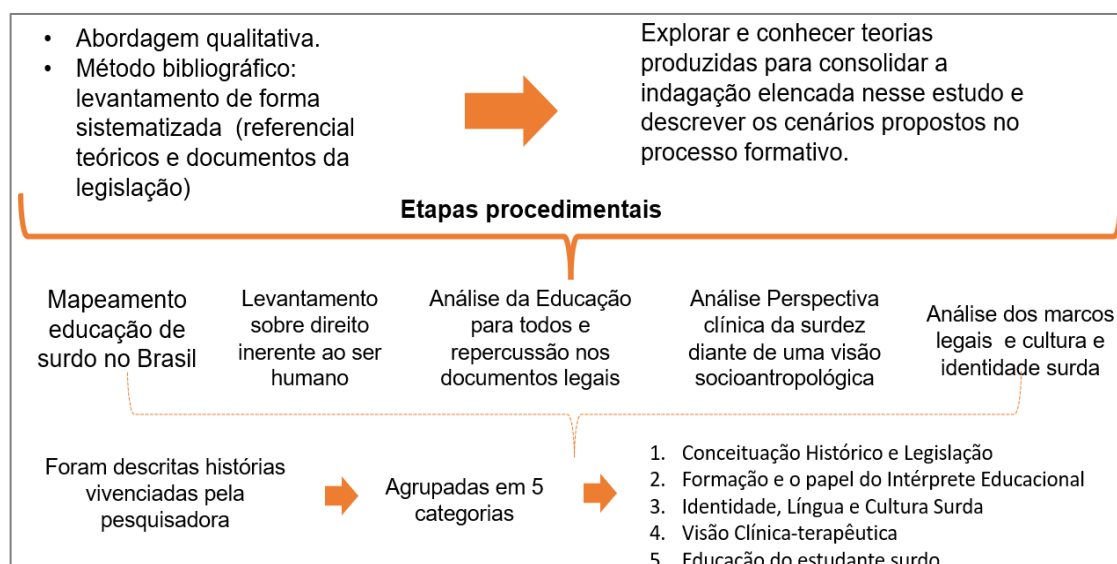 • Abordagem qualitativa.
• Método bibliográfico:
levantamento de forma
sistematizada (referencial
teóricos e documentos da
legislação)
Explorar e conhecer teorias
produzidas para consolidar a
indagação elencada nesse estudo e
descrever os cenários propostos no
processo formativo.
Etapas procedimentais
Mapeamento
educação de
surdo no Brasil
Levantamento
sobre direito
inerente ao ser
humano
Análise da Educação
para todos e
repercussão nos
documentos legais
Análise Perspectiva
clínica da surdez
diante de uma visão
socioantropológica
Análise dos marcos
legais e cultura e
identidade surda
Foram descritas histórias
vivenciadas pela
pesquisadora
Agrupadas em 5
categorias
1. Conceituação Histórico e Legislação
2. Formação e o papel do Intérprete Educacional
3. Identidade, Língua e Cultura Surda
4. Visão Clínica-terapêutica
5. Educação do estudante surdo